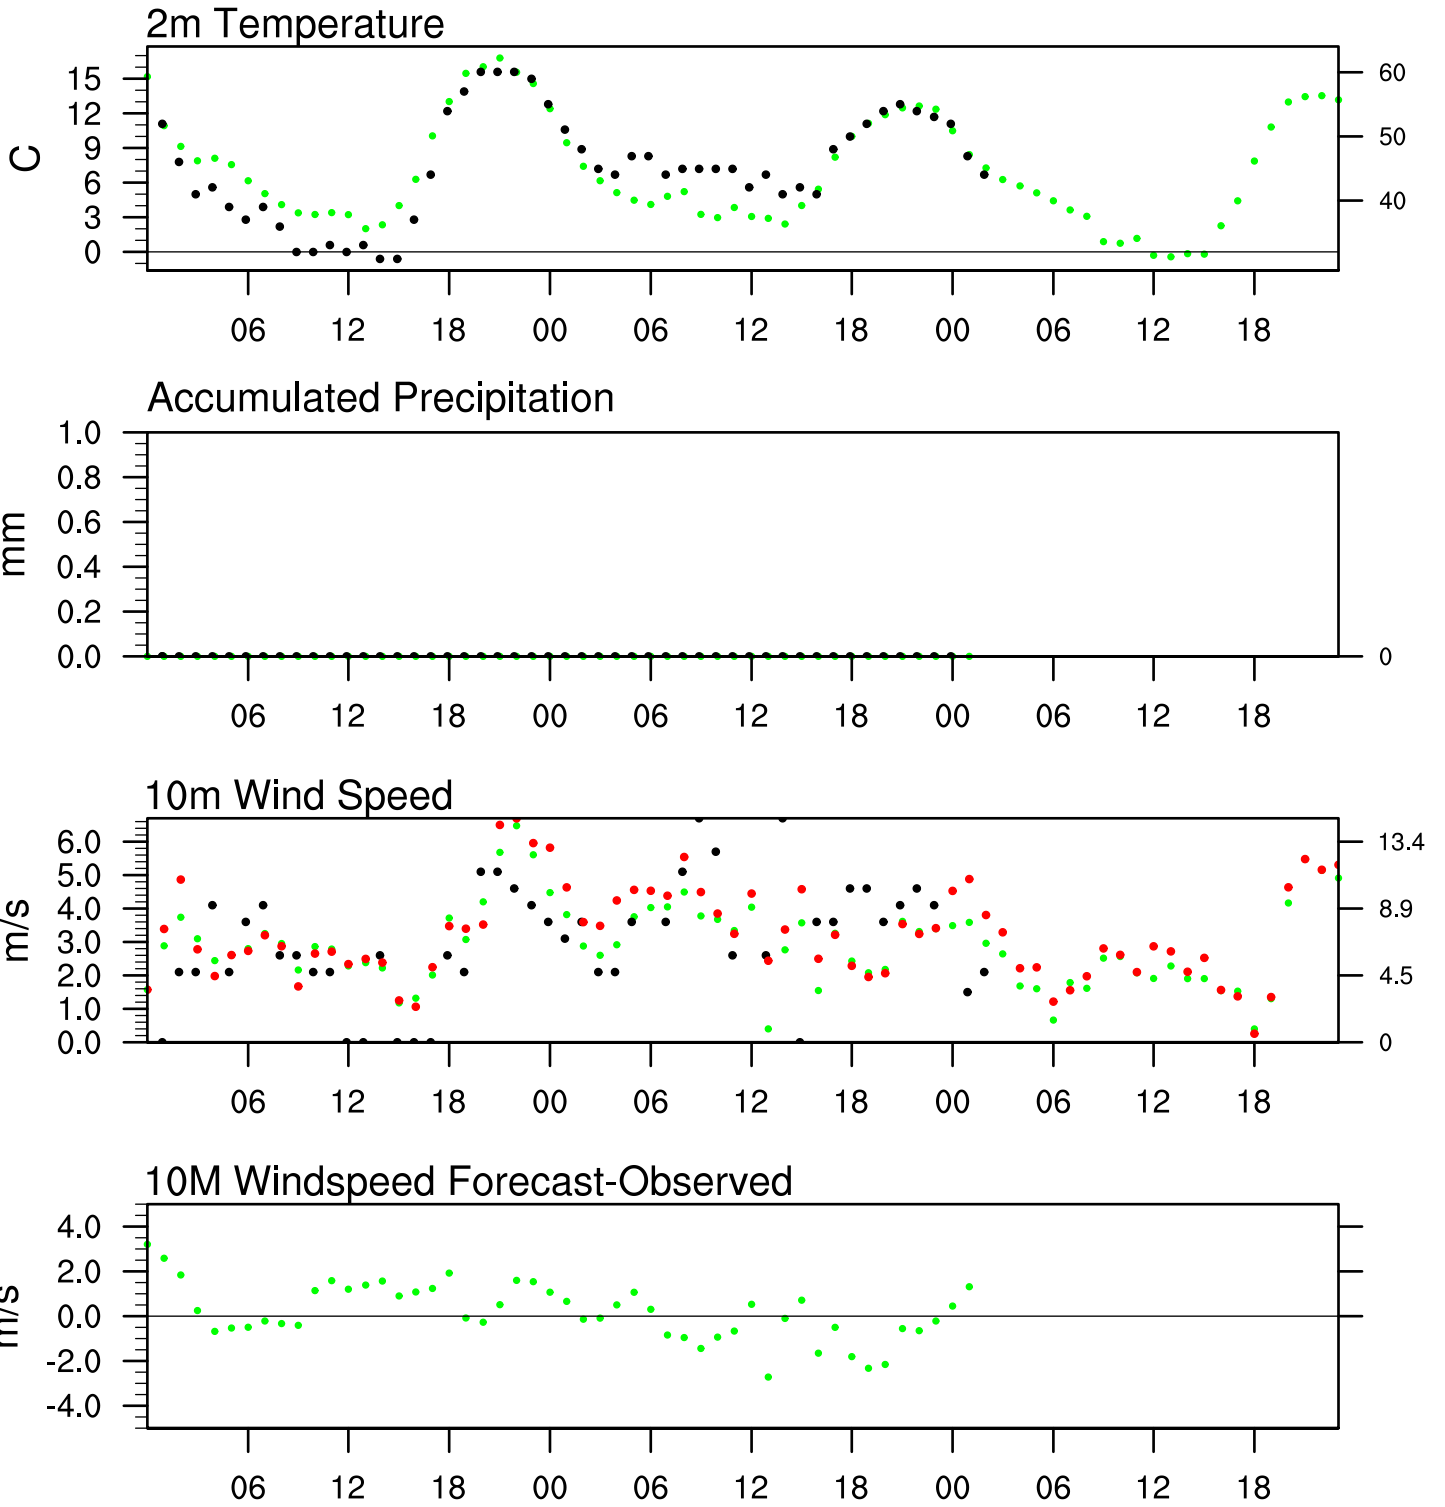 2m Temperature
15 60
12
9 50
6
3 40
0
C
06 12 18 00 06 12 18 00 06 12 18
Accumulated Precipitation
1.0
0.8
0.6
0.4
0.2
0.0 0
mm
06 12 18 00 06 12 18 00 06 12 18
10m Wind Speed
6.0 13.4
5.0
4.0 8.9
3.0
2.0 4.5
1.0
0.0 0
m/s
06 12 18 00 06 12 18 00 06 12 18
10M Windspeed Forecast-Observed
4.0
2.0
0.0
-2.0
-4.0
m/s
06 12 18 00 06 12 18 00 06 12 18